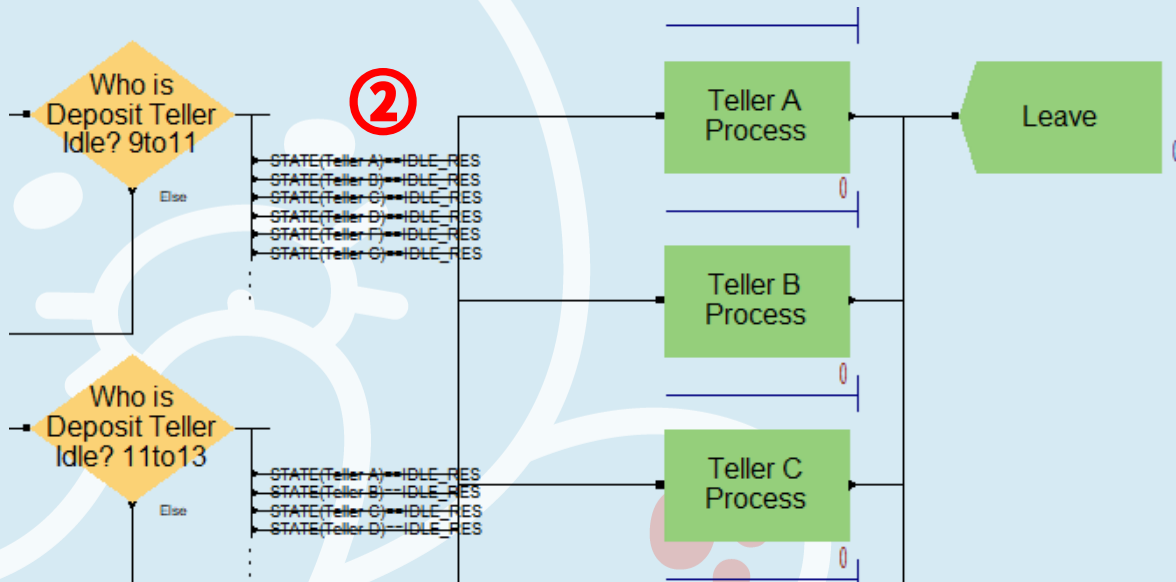 Who is
Deposit Teller
Idle? 9to11
Else
②
STATE(Teller A)==IDLE_RES
STATE(Teller B)==IDLE_RES
STATE(Teller C)==IDLE_RES
STATE(Teller D)==IDLE_RES
STATE(Teller F)==IDLE_RES
STATE(Teller G)==IDLE_RES
Teller A
Process
0
Leave
Teller B
Process
0
Who is
Deposit Teller
Idle? 11to13
Else
STATE(Teller A)==IDLE_RES
STATE(Teller B)==IDLE_RES
STATE(Teller C)==IDLE_RES
STATE(Teller D)==IDLE_RES
Teller C
Process
0